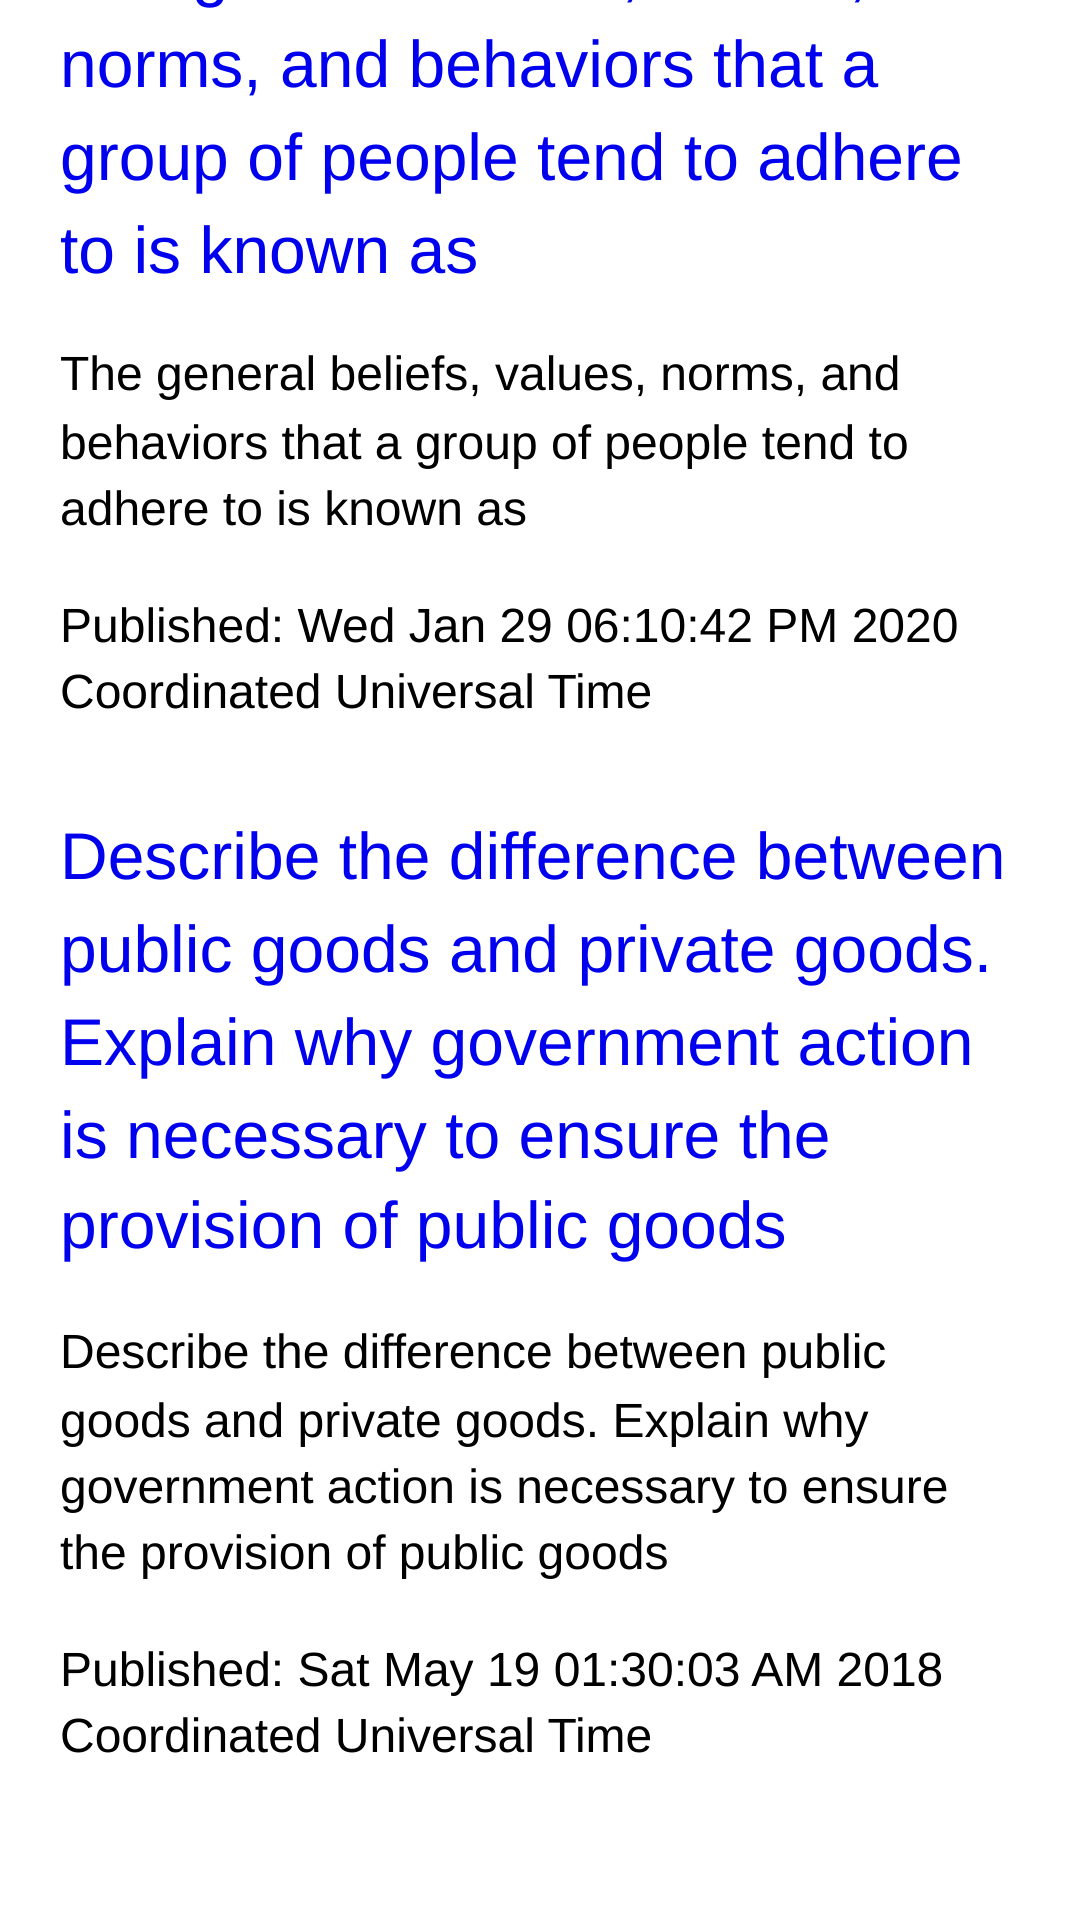 norms, and behaviors that a
group of people tend to adhere
to is known as
The general beliefs, values, norms, and
behaviors that a group of people tend to
adhere to is known as
Published: Wed Jan 29 06:10:42 PM 2020
Coordinated Universal Time
Describe the difference between
public goods and private goods.
Explain why government action
is necessary to ensure the
provision of public goods
Describe the difference between public
goods and private goods. Explain why
government action is necessary to ensure
the provision of public goods
Published: Sat May 19 01:30:03 AM 2018
Coordinated Universal Time